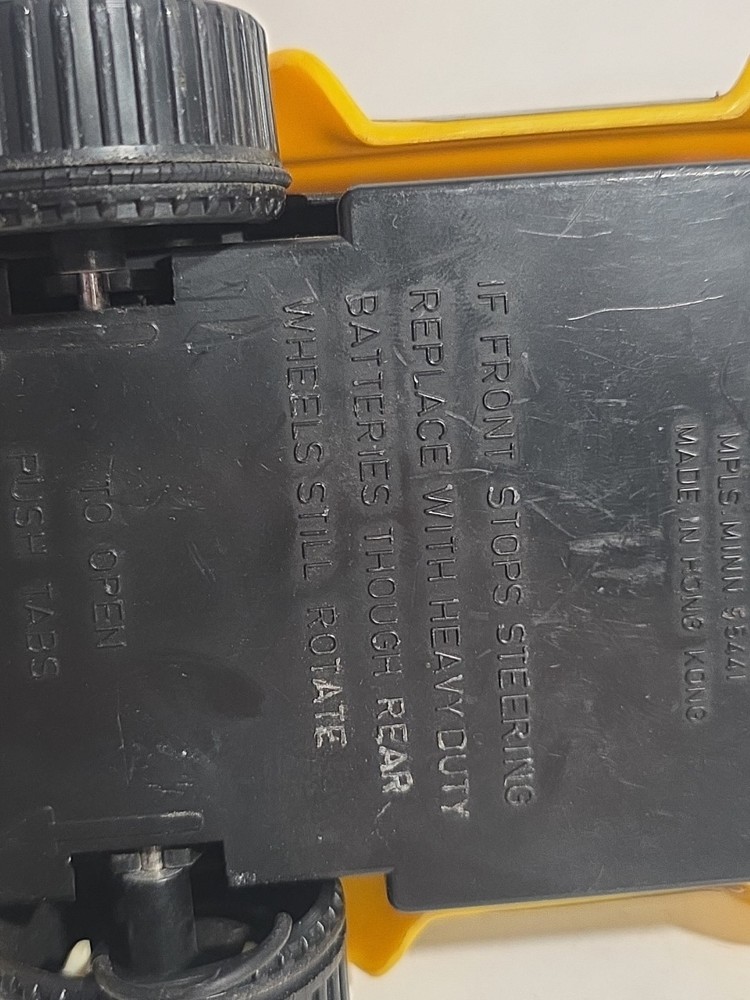 MPLS. MINN 55441
MADE IN HONG KONG
IF FRONT STOPS STEERING
REPLACE WITH HEAVY DUTY
BATTERIES THOUGH REAR
WHEELS STILL ROTATE
TO OPEN
PUSH TABS